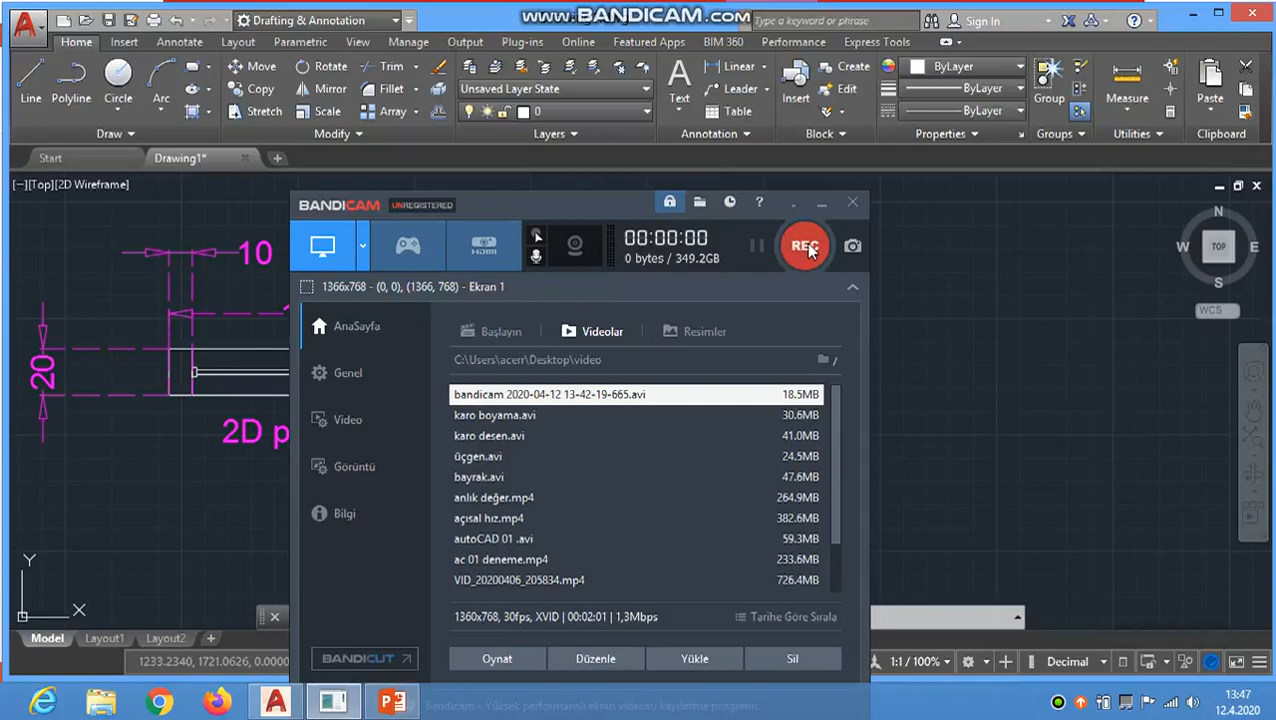 Drafting & Annotation
www.BANDICAM.com
Type a keyword or phrase
Sign In
Home Insert Annotate Layout Parametric View Manage Output Plug-ins Online Featured Apps BIM 360 Performance Express Tools
Line Polyline Circle Arc
Move Rotate Trim
Copy Mirror Fillet
Stretch Scale Array
Unsaved Layer State
0
Text
Linear
Leader
Table
Insert
Create
Edit
ByLayer
ByLayer
ByLayer
Group
Measure
Paste
Draw Modify Layers Annotation Block Properties Groups Utilities Clipboard
Start Drawing1*
[−][Top][2D Wireframe]
BANDICAM UNREGISTERED
00:00:00
0 bytes / 349.2GB
HDMI
REC
1366x768 - (0, 0), (1366, 768) - Ekran 1
AnaSayfa
Genel
Video
Görüntü
Bilgi
BANDICUT
Başlayın Videolar Resimler
C:\Users\acerr\Desktop\video
bandicam 2020-04-12 13-42-19-665.avi 18.5MB
karo boyama.avi 30.6MB
karo desen.avi 41.0MB
üçgen.avi 24.5MB
bayrak.avi 47.6MB
anlık değer.mp4 264.9MB
açısal hız.mp4 382.6MB
autoCAD 01 .avi 59.3MB
ac 01 deneme.mp4 233.6MB
VID_20200406_205834.mp4 726.4MB
1360x768, 30fps, XVID | 00:02:01 | 1,3Mbps
Tarihe Göre Sırala
Oynat Düzenle Yükle Sil
10
20
2D p
N
W TOP E
S
WCS
Y
X
Model Layout1 Layout2
1233.2340, 1721.0626, 0.0000
1:1 / 100%
Decimal
Bandicam - Yüksek performanslı ekran videosu kaydetme programı.
13:47
12.4.2020